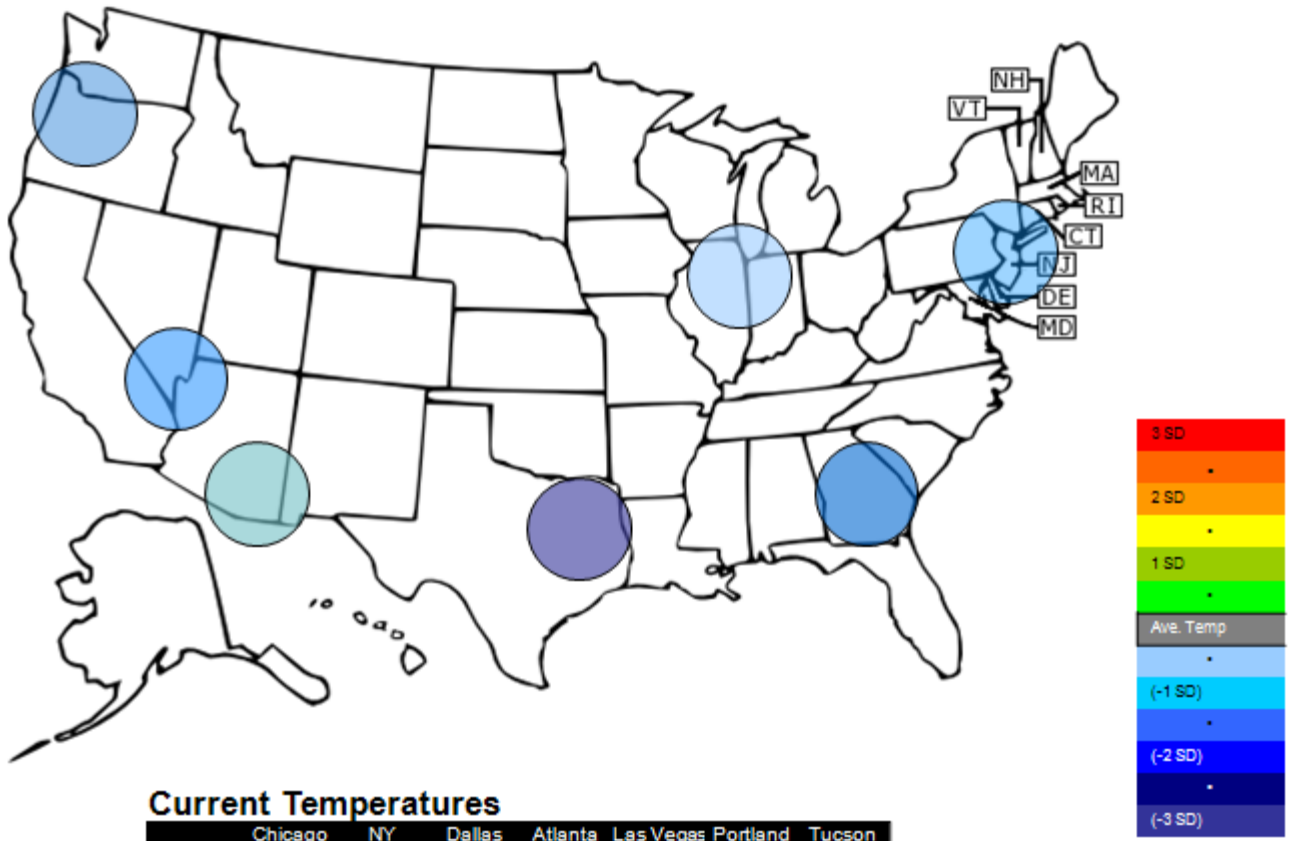 NH
VT
MA
RI
CT
NJ
DE
MD
3 SD
2 SD
1 SD
Ave. Temp
(-1 SD)
(-2 SD)
(-3 SD)
Current Temperatures
Chicago NY Dallas Atlanta Las Vegas Portland Tucson